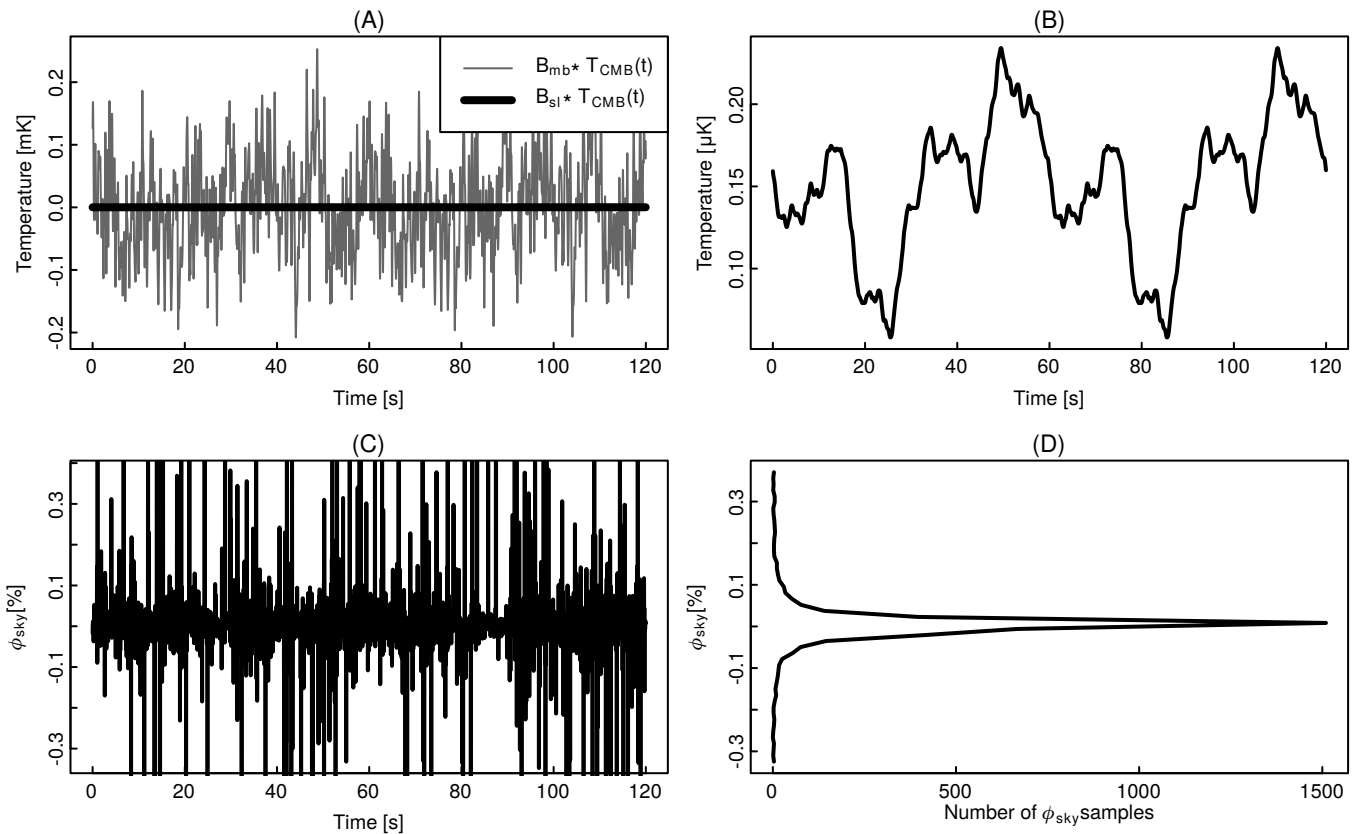 (A)
B_mb* T_CMB(t)
B_sl* T_CMB(t)
Temperature [mK]
0.2
0.1
0.0
-0.1
-0.2
0 20 40 60 80 100 120
Time [s]
(B)
Temperature [µK]
0.20
0.15
0.10
0 20 40 60 80 100 120
Time [s]
(C)
ϕ_sky[%]
0.3
0.1
-0.1
-0.3
0 20 40 60 80 100 120
Time [s]
(D)
ϕ_sky[%]
0.3
0.1
-0.1
-0.3
0 500 1000 1500
Number of ϕ_sky samples